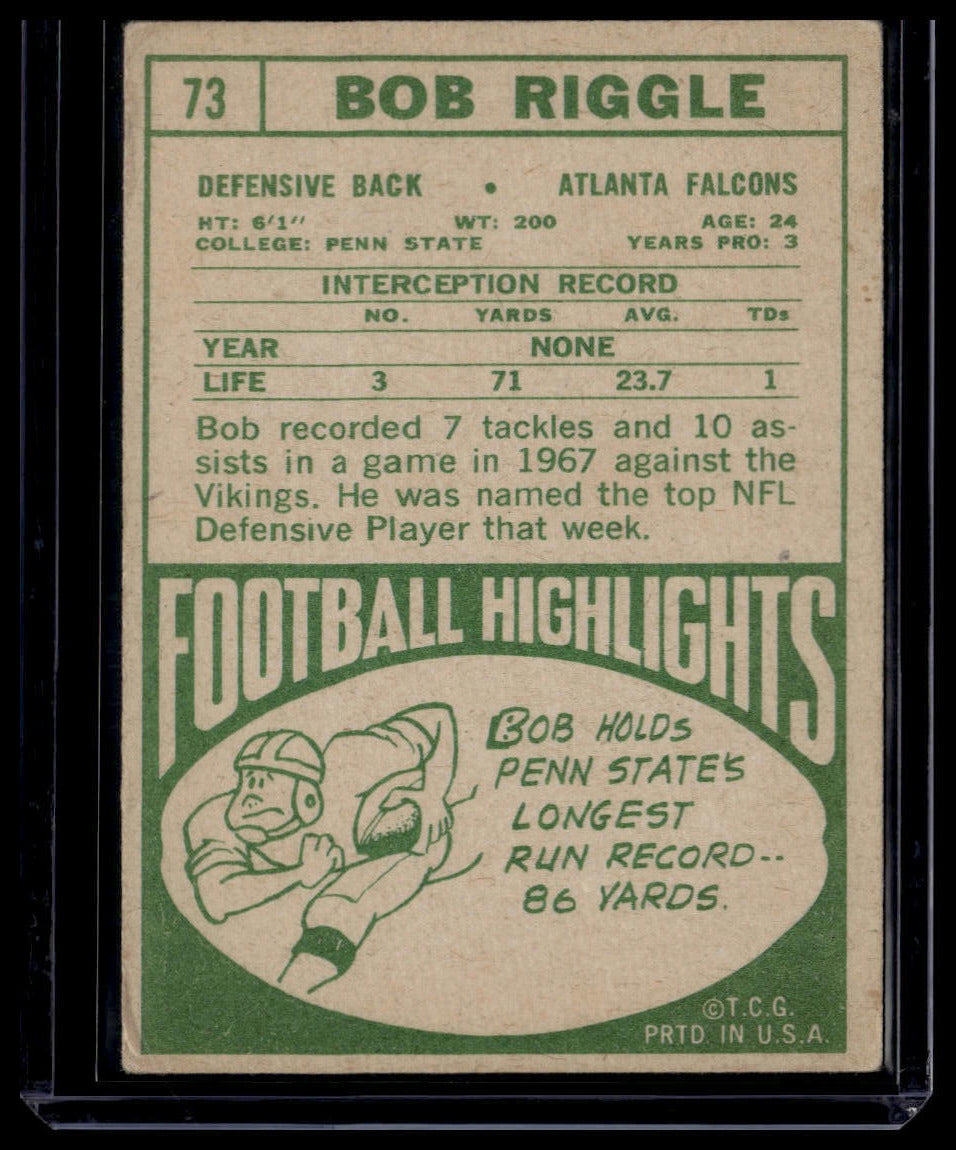 73 BOB RIGGLE
DEFENSIVE BACK • ATLANTA FALCONS
HT: 6'1" WT: 200 AGE: 24
COLLEGE: PENN STATE YEARS PRO: 3
INTERCEPTION RECORD
NO. YARDS AVG. TDs
YEAR NONE
LIFE 3 71 23.7 1
Bob recorded 7 tackles and 10 as-
sists in a game in 1967 against the
Vikings. He was named the top NFL
Defensive Player that week.
FOOTBALL HIGHLIGHTS
BOB HOLDS
PENN STATE'S
LONGEST
RUN RECORD--
86 YARDS.
©T.C.G.
PRTD IN U.S.A.